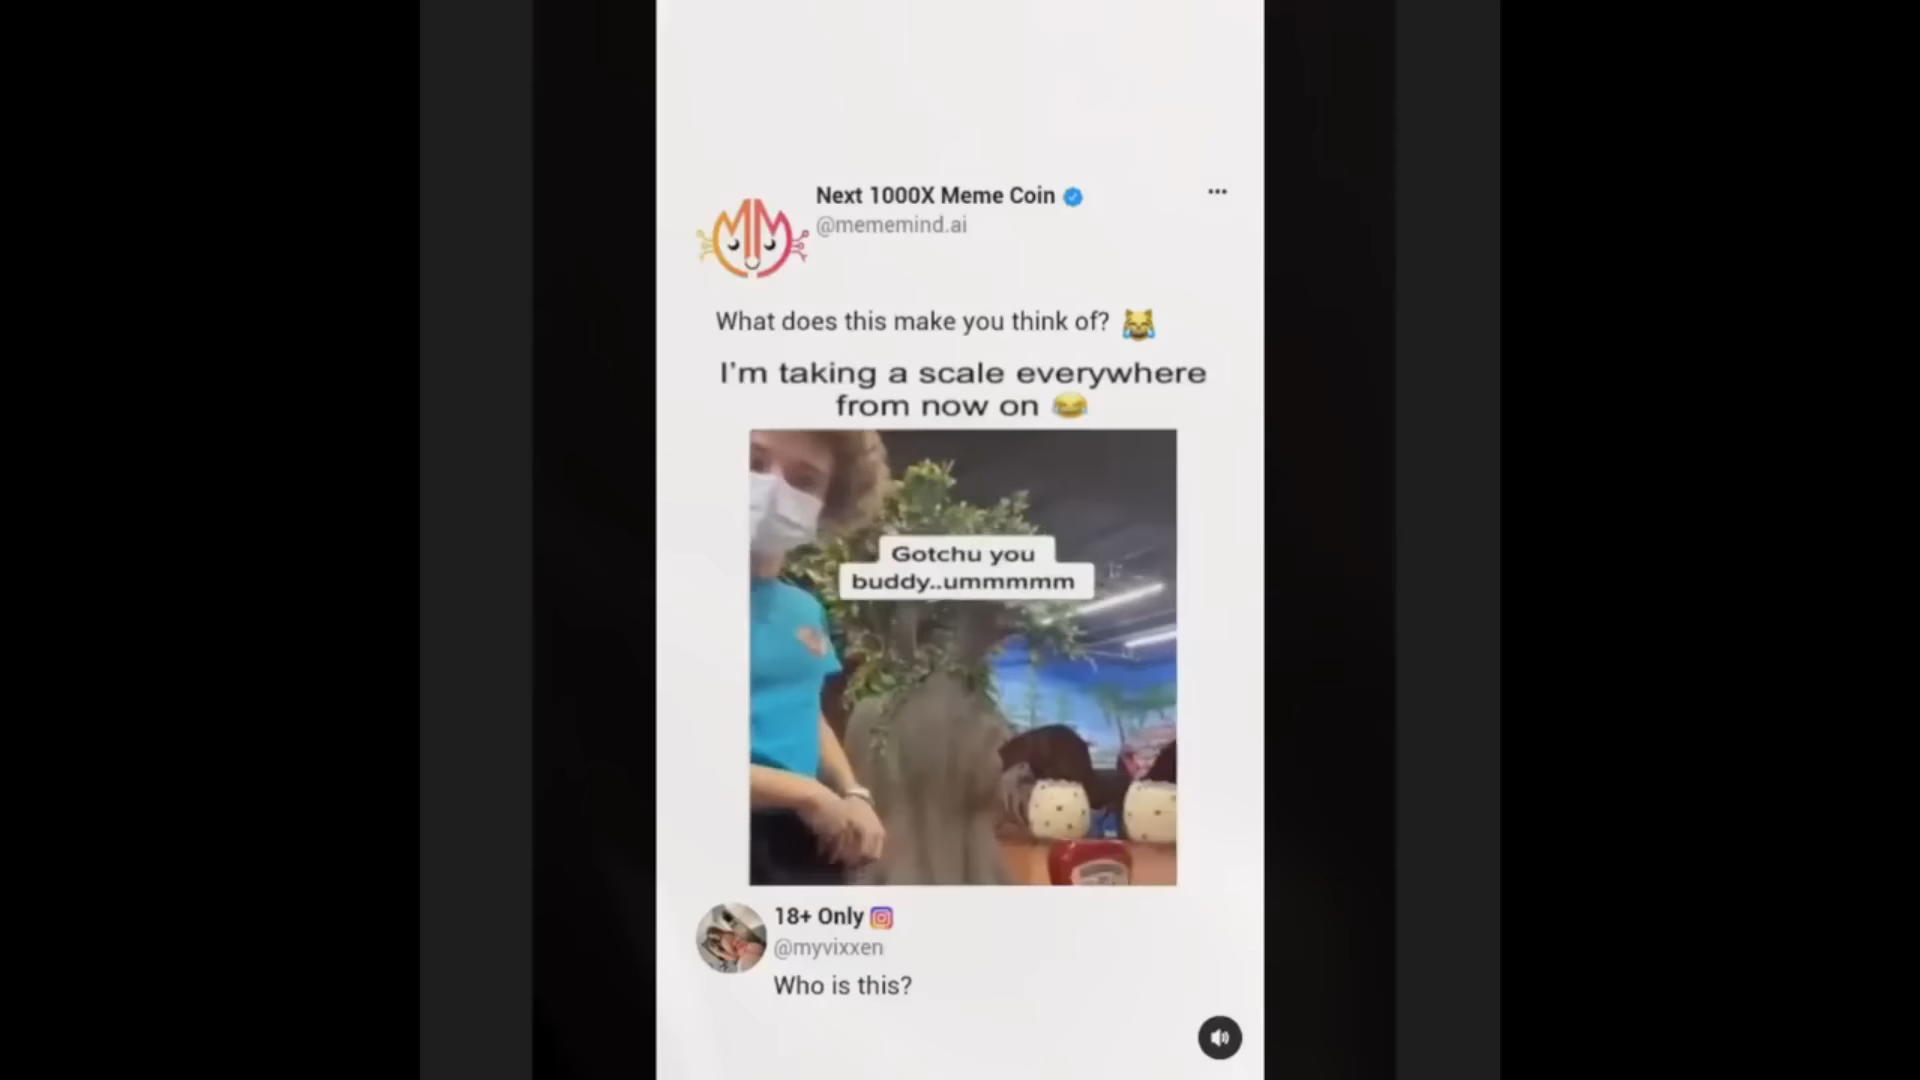 Next 1000X Meme Coin
@mememind.ai
What does this make you think of? 😹
I'm taking a scale everywhere
from now on 😂
Gotchu you
buddy..ummmmm
18+ Only
@myvixxen
Who is this?